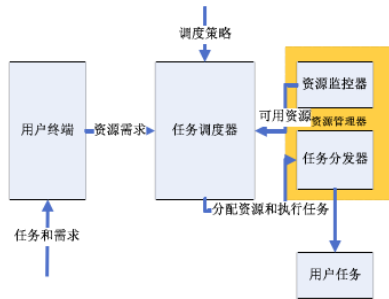 调度策略
资源监控器
可用资源
用户终端
资源需求
任务调度器
资源管理器
任务分发器
分配资源和执行任务
任务和需求
用户任务